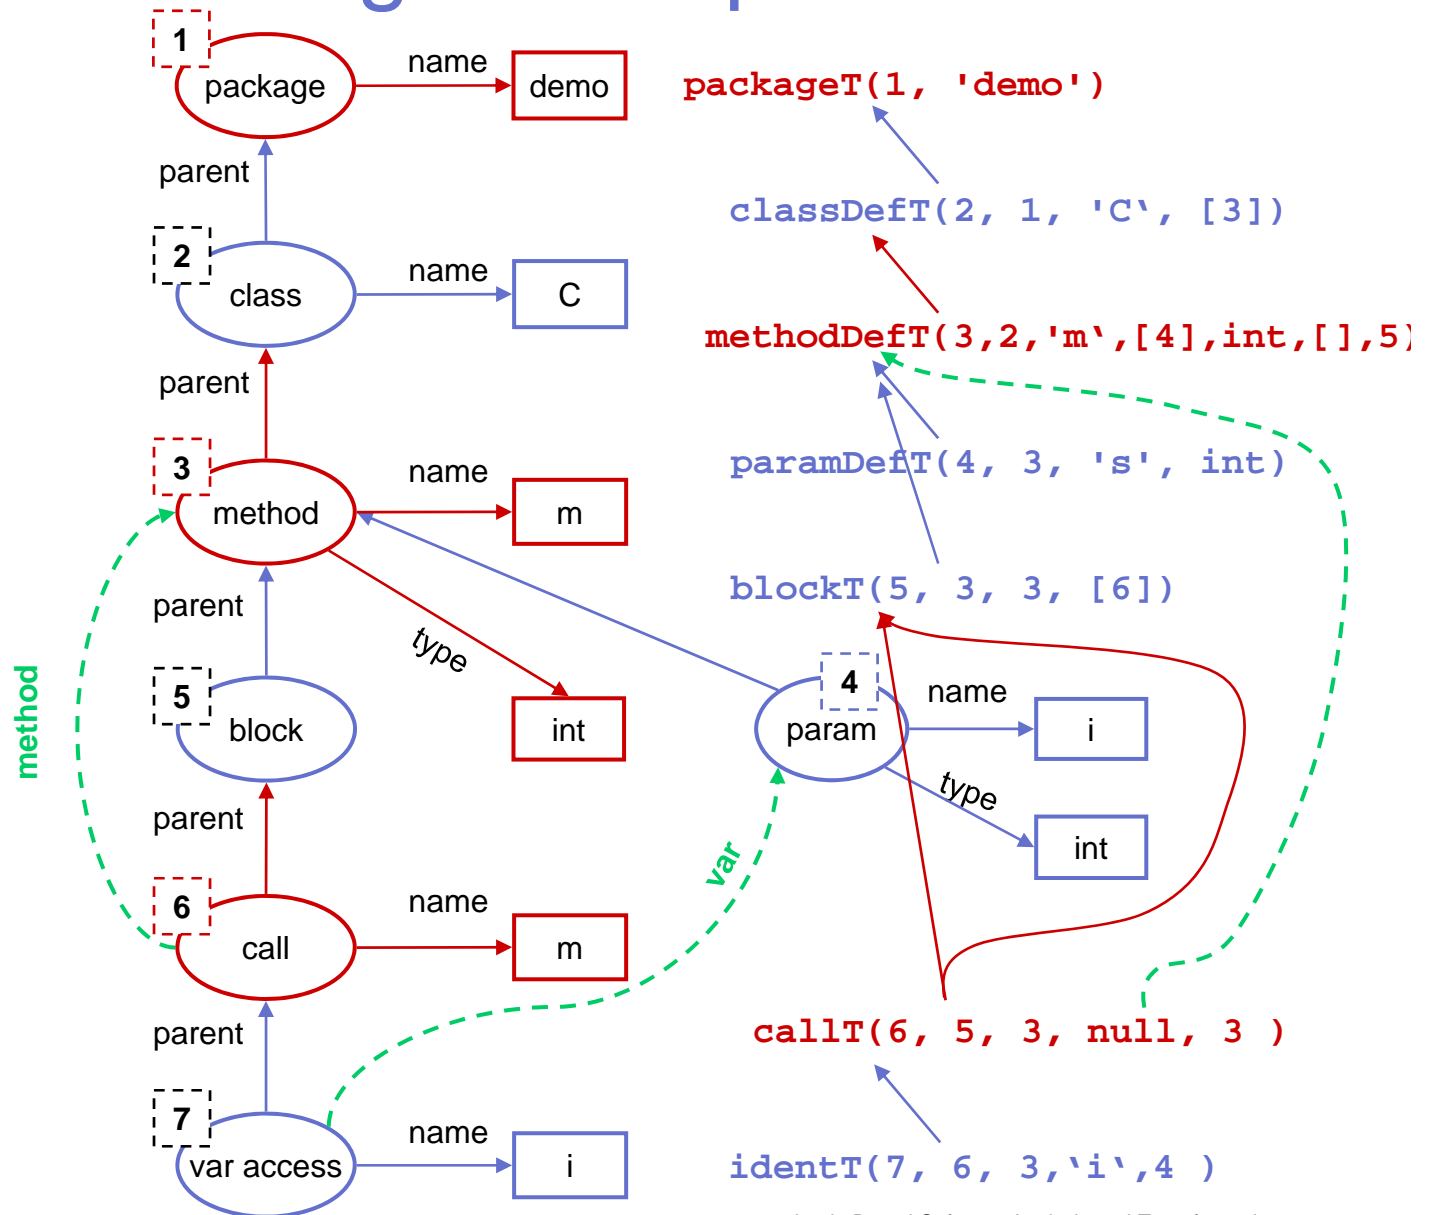 1
package
name
demo
packageT(1, 'demo')
parent
classDefT(2, 1, 'C‘, [3])
2
class
name
C
methodDefT(3,2,'m‘,[4],int,[],5)
parent
3
method
name
m
paramDefT(4, 3, 's', int)
parent
type
blockT(5, 3, 3, [6])
method
5
block
int
4
param
name
i
type
int
parent
var
6
call
name
m
callT(6, 5, 3, null, 3 )
parent
7
var access
name
i
identT(7, 6, 3,‘i‘,4 )